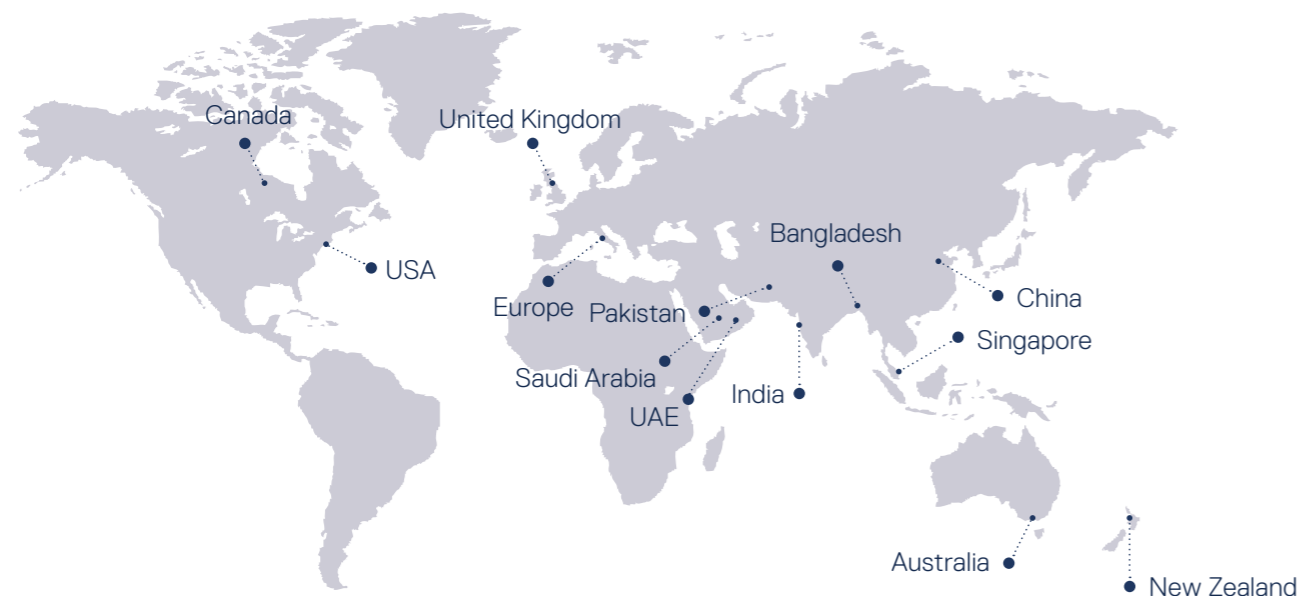 Canada
United Kingdom
Bangladesh
USA
Europe
Pakistan
China
Singapore
Saudi Arabia
India
UAE
Australia
New Zealand